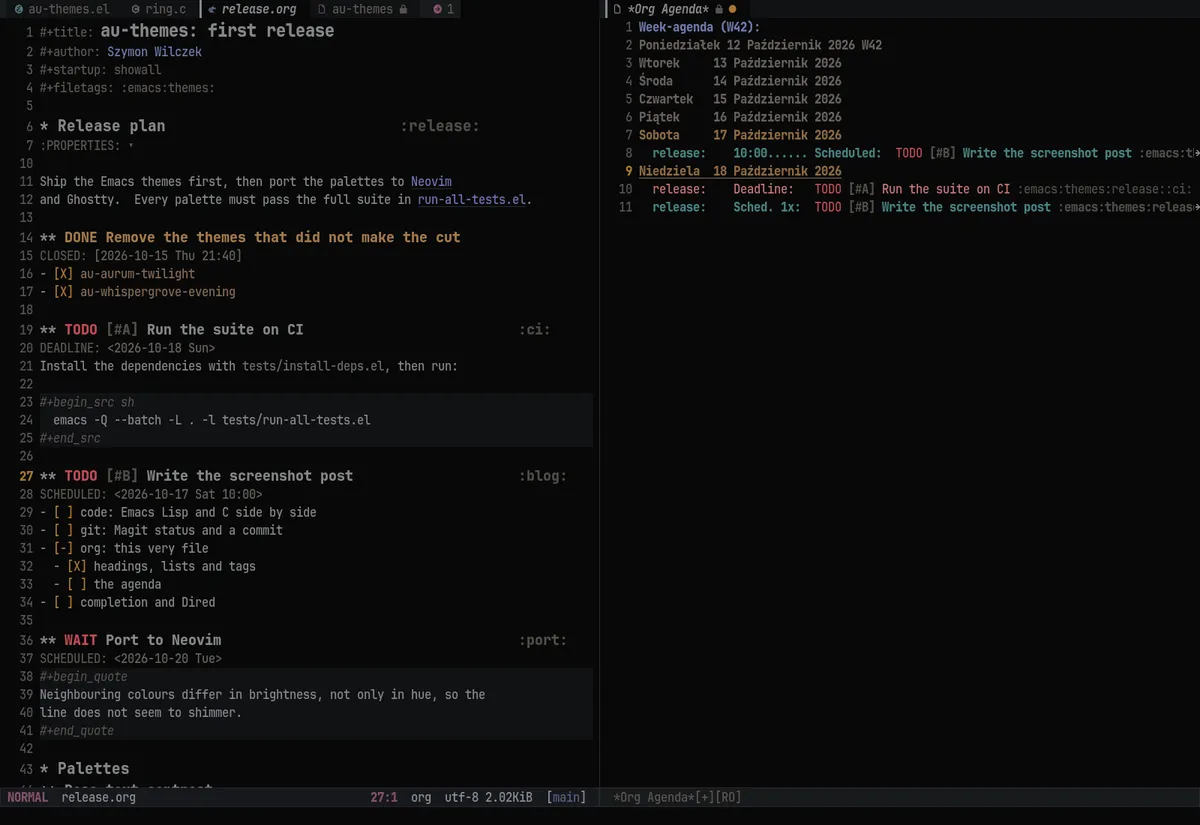 au-themes.el ring.c release.org au-themes 1
1 #+title: au-themes: first release
2 #+author: Szymon Wilczek
3 #+startup: showall
4 #+filetags: :emacs:themes:
5
6 * Release plan :release:
7 :PROPERTIES:
10
11 Ship the Emacs themes first, then port the palettes to Neovim
12 and Ghostty.  Every palette must pass the full suite in run-all-tests.el.
13
14 ** DONE Remove the themes that did not make the cut
15 CLOSED: [2026-10-15 Thu 21:40]
16 - [X] au-aurum-twilight
17 - [X] au-whispergrove-evening
18
19 ** TODO [#A] Run the suite on CI :ci:
20 DEADLINE: <2026-10-18 Sun>
21 Install the dependencies with tests/install-deps.el, then run:
22
23 #+begin_src sh
24   emacs -Q --batch -L . -l tests/run-all-tests.el
25 #+end_src
26
27 ** TODO [#B] Write the screenshot post :blog:
28 SCHEDULED: <2026-10-17 Sat 10:00>
29 - [ ] code: Emacs Lisp and C side by side
30 - [ ] git: Magit status and a commit
31 - [-] org: this very file
32   - [X] headings, lists and tags
33   - [ ] the agenda
34 - [ ] completion and Dired
35
36 ** WAIT Port to Neovim :port:
37 SCHEDULED: <2026-10-20 Tue>
38 #+begin_quote
39 Neighbouring colours differ in brightness, not only in hue, so the
40 line does not seem to shimmer.
41 #+end_quote
42
43 * Palettes
NORMAL release.org 27:1 org utf-8 2.02KiB [main]
*Org Agenda*
1 Week-agenda (W42):
2 Poniedziałek 12 Październik 2026 W42
3 Wtorek 13 Październik 2026
4 Środa 14 Październik 2026
5 Czwartek 15 Październik 2026
6 Piątek 16 Październik 2026
7 Sobota 17 Październik 2026
8 release: 10:00...... Scheduled: TODO [#B] Write the screenshot post :emacs:t
9 Niedziela 18 Październik 2026
10 release: Deadline: TODO [#A] Run the suite on CI :emacs:themes:release::ci:
11 release: Sched. 1x: TODO [#B] Write the screenshot post :emacs:themes:releas
*Org Agenda*[+][RO]